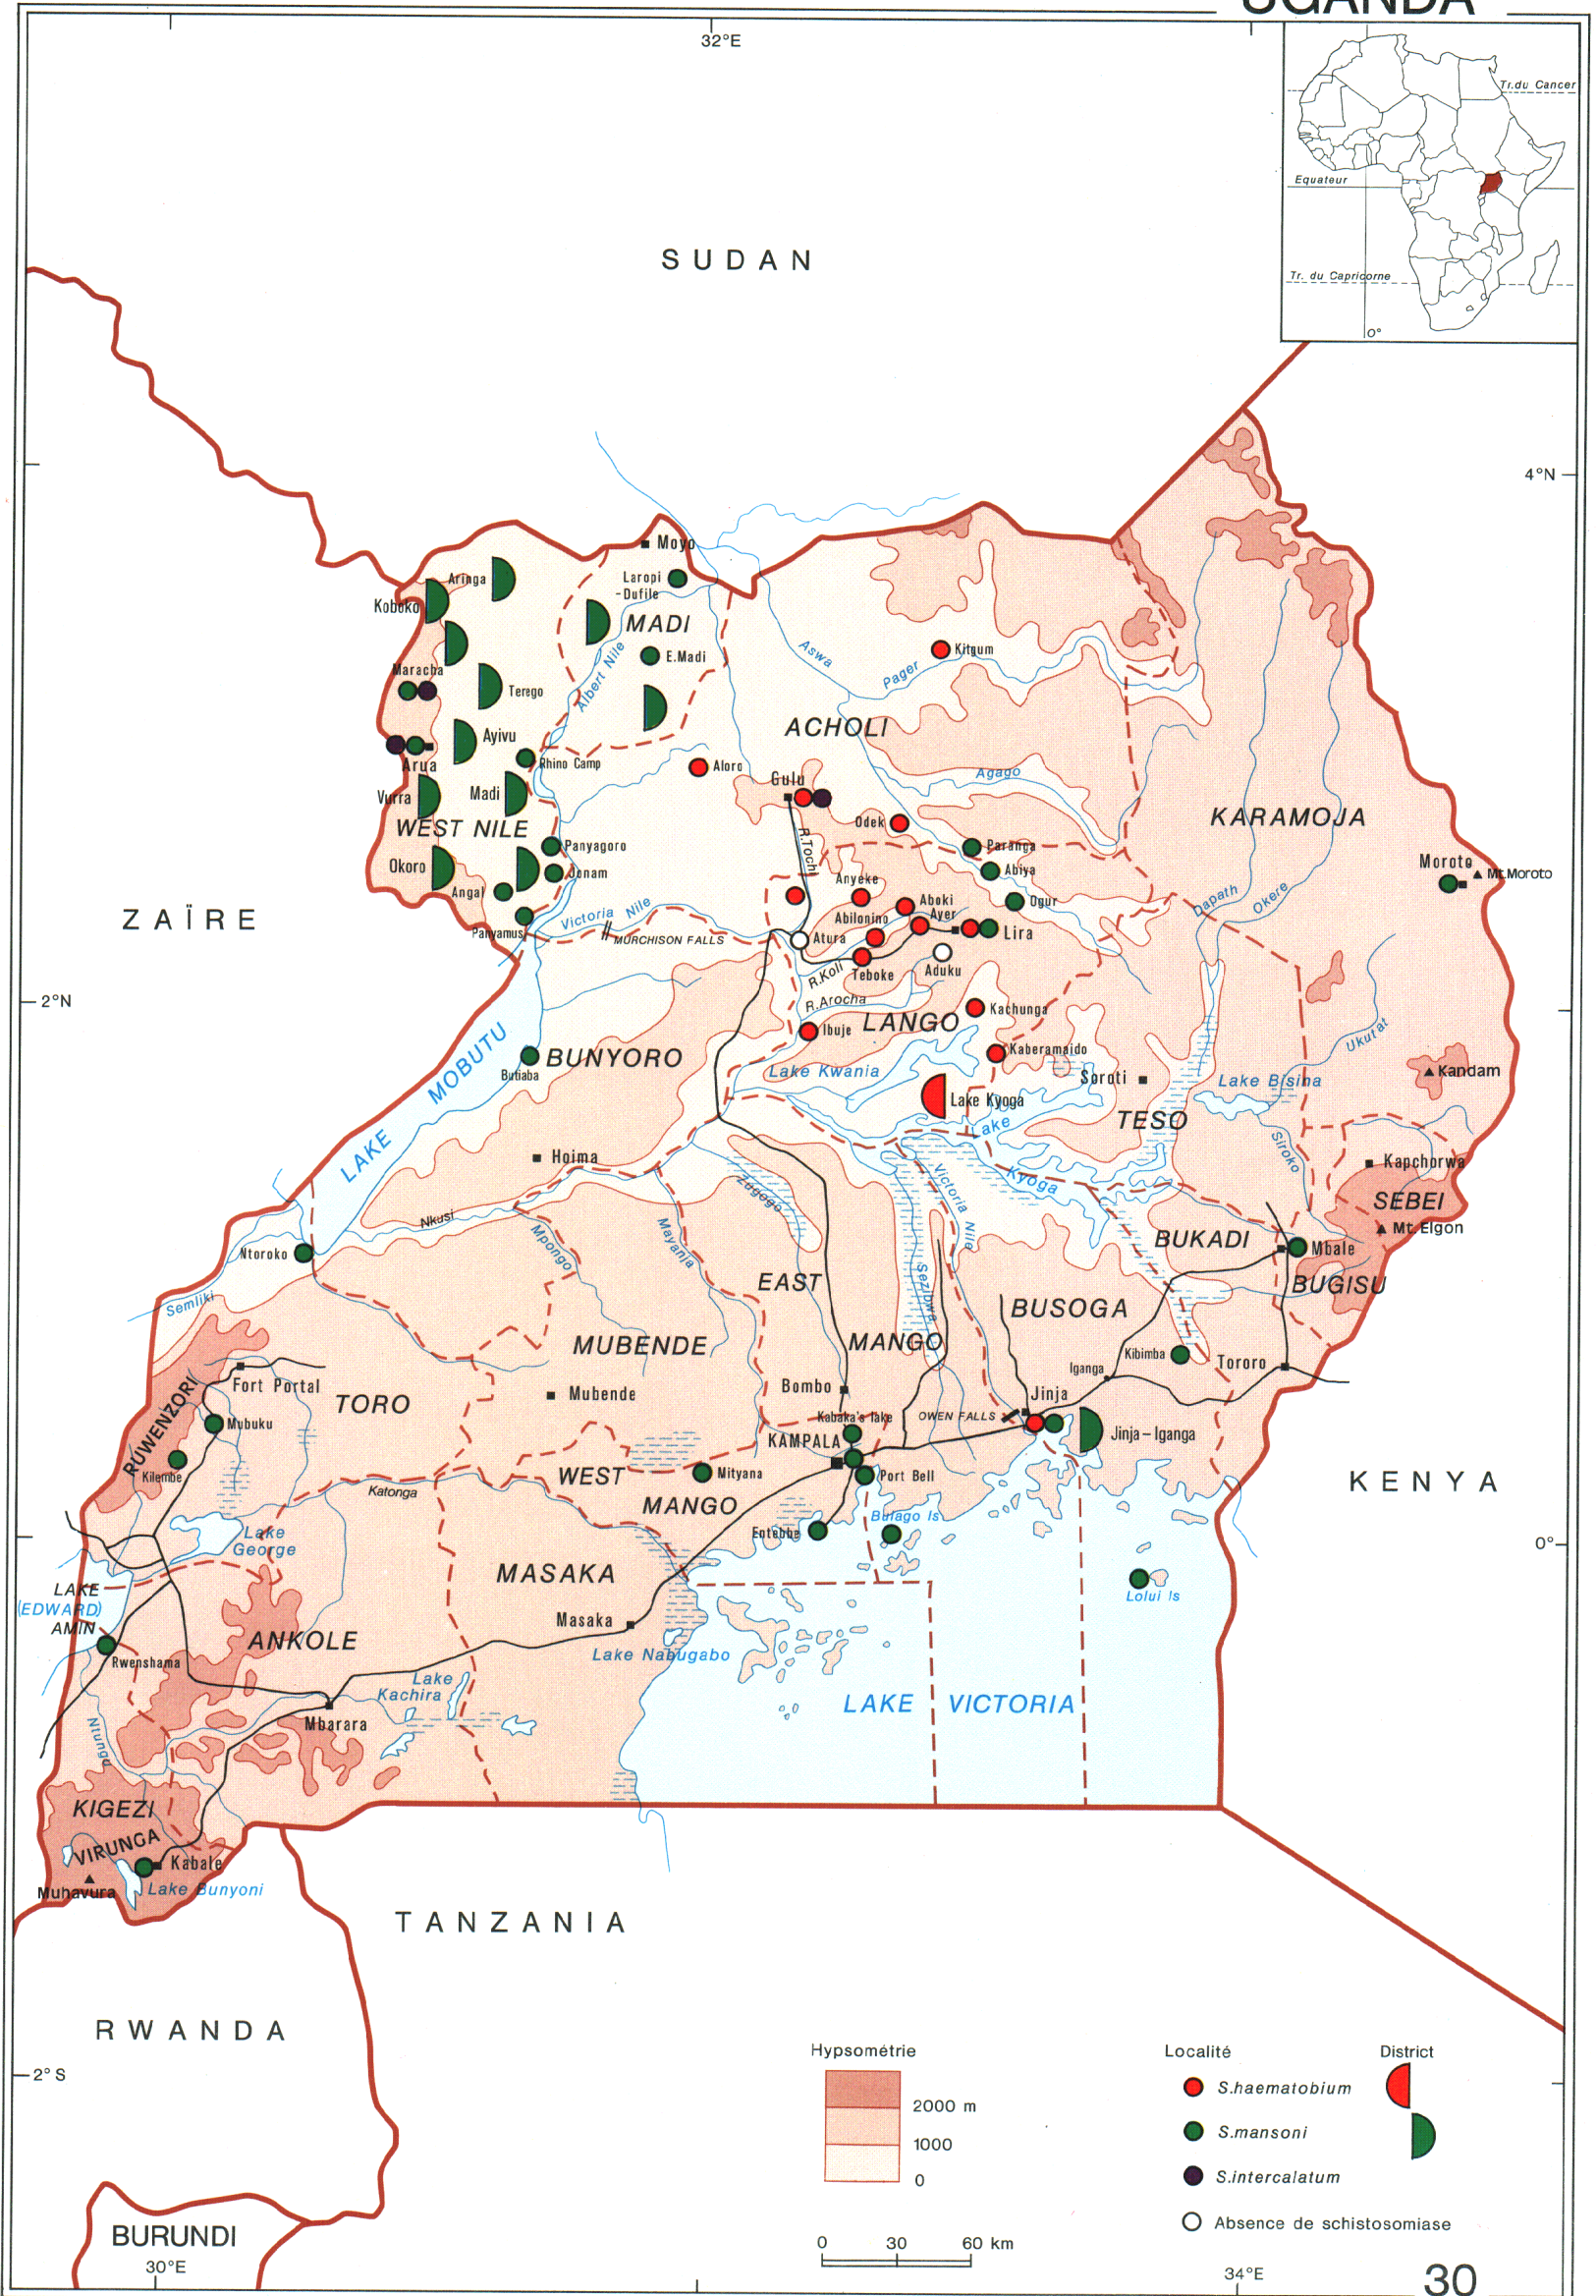 UGANDA
32°E
Tr.du Cancer
Equateur
Tr. du Capricorne
0°
SUDAN
4°N
Moyo
Laropi
-Dufile
Aringa
Koboko
MADI
E.Madi
Albert Nile
Aswa
Pager
Kitgum
Maracha
Terego
ACHOLI
Ayivu
Arua
Rhino Camp
Aloro
Gulu
Agago
Vurra
Madi
WEST NILE
Odek
R.Tochi
KARAMOJA
Panyagoro
Paranga
Okoro
Jonam
Abiya
Moroto
Mt.Moroto
Angal
Anyeke
Aboki
Ogur
Dapath
Okere
ZAÏRE
Panyamus
Victoria Nile
MURCHISON FALLS
Abilonino
Ayer
Atura
Lira
R.Koli
Teboke
Aduku
2°N
R.Arocha
Ibuje
LANGO
Kachunga
Ukutat
LAKE MOBUTU
Butiaba
BUNYORO
Kaberamaido
Lake Kwania
Soroti
Lake Bisina
Kandam
Lake Kyoga
TESO
Lake
Kyoga
Siroko
Hoima
Kapchorwa
Zugogo
Victoria Nile
SEBEI
Nkusi
Mpongo
Mayanja
BUKADI
Mt.Elgon
Ntoroko
Mbale
Semliki
EAST
Sezibwe
BUGISU
BUSOGA
MUBENDE
MANGO
Kibimba
Tororo
Fort Portal
RUWENZORI
TORO
Mubende
Bombo
Iganga
Jinja
Mubuku
Kabaka's lake
OWEN FALLS
KAMPALA
Jinja-Iganga
Kilembe
WEST
Mityana
Port Bell
KENYA
Katonga
MANGO
Bulago Is
Entebbe
Lake
George
0°
MASAKA
LAKE
(EDWARD)
AMIN
Lolui Is
Masaka
ANKOLE
Rwenshama
Lake Nabugabo
Lake
Kachira
LAKE VICTORIA
Mbarara
Ntungu
KIGEZI
VIRUNGA
Kabale
Muhavura
Lake Bunyoni
TANZANIA
RWANDA
Hypsométrie
2000 m
1000
0
Localité
District
S.haematobium
S.mansoni
S.intercalatum
Absence de schistosomiase
2°S
BURUNDI
30°E
0 30 60 km
34°E
30